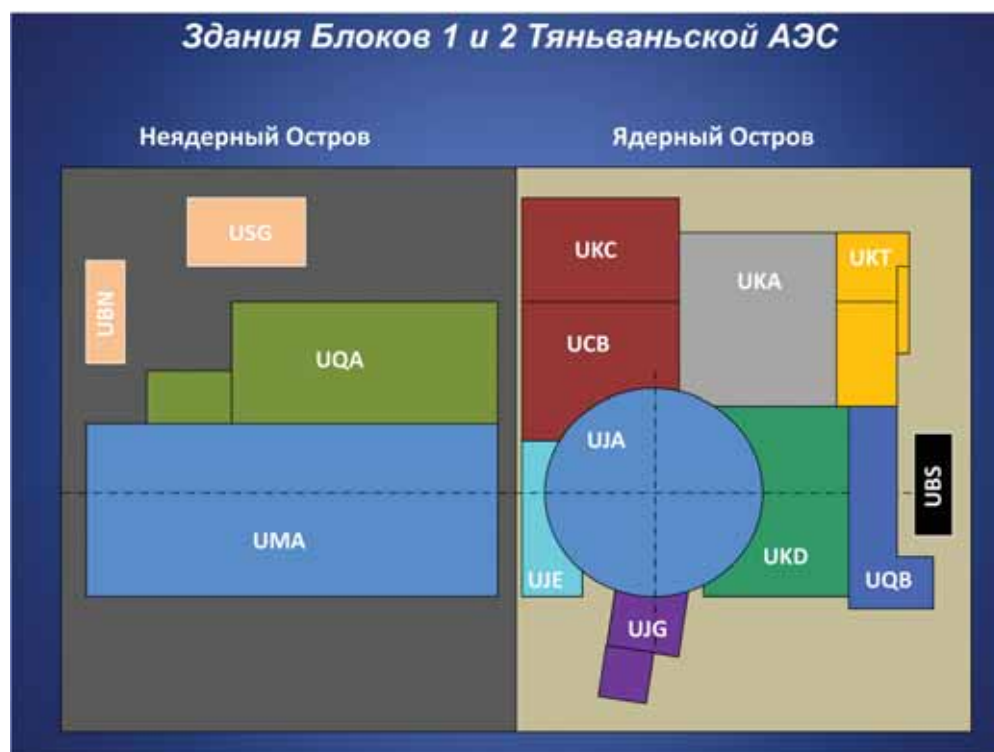 Здания Блоков 1 и 2 Тяньваньской АЭС
Неядерный Остров
Ядерный Остров
USG
UBN
UQA
UMA
UKC
UKA
UKT
UCB
UJA
UBS
UJE
UKD
UQB
UJG